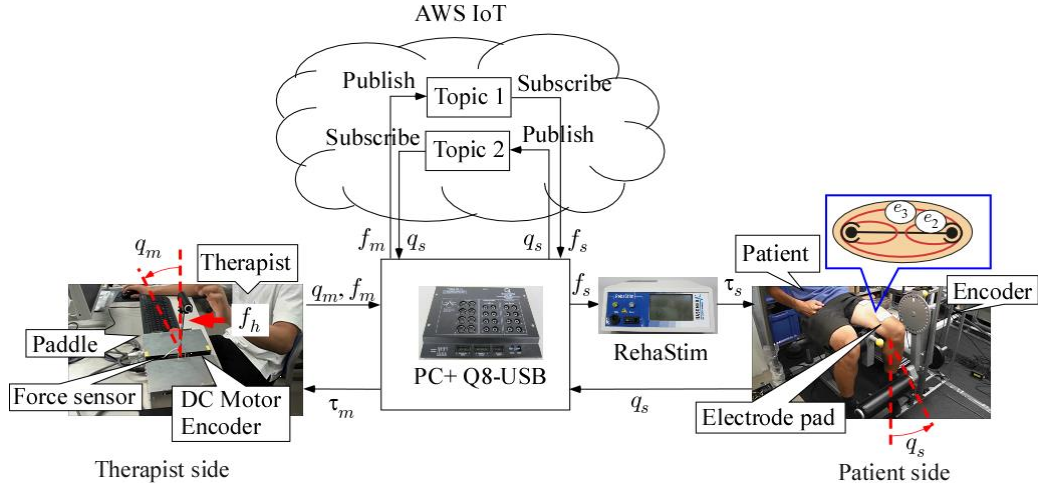 AWS IoT
Publish
Subscribe
Topic 1
Subscribe
Publish
Topic 2
f_m
q_s
q_s
f_s
e_3
e_2
q_m
Therapist
q_m, f_m
f_s
τ_s
Patient
Encoder
f_h
Paddle
RehaStim
PC+ Q8-USB
Force sensor
DC Motor
Encoder
τ_m
q_s
Electrode pad
q_s
Therapist side
Patient side